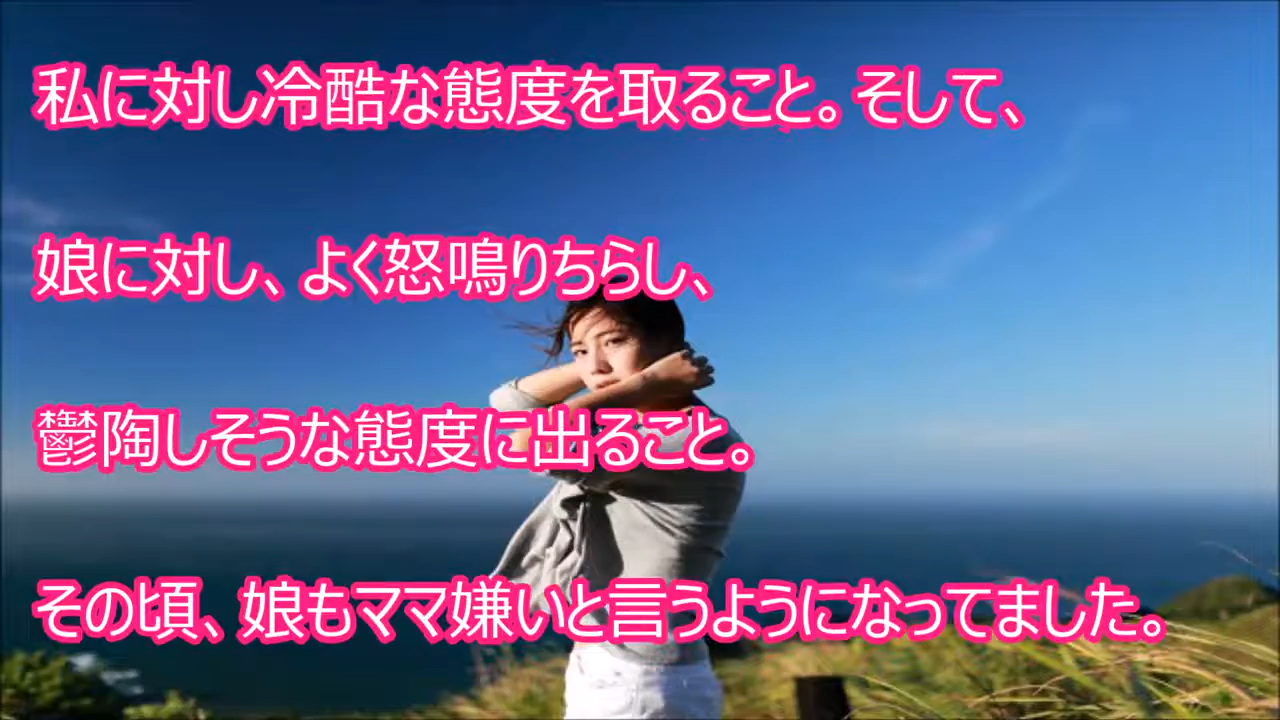 私に対し冷酷な態度を取ること。そして、
娘に対し、よく怒鳴りちらし、
鬱陶しそうな態度に出ること。
その頃、娘もママ嫌いと言うようになってました。